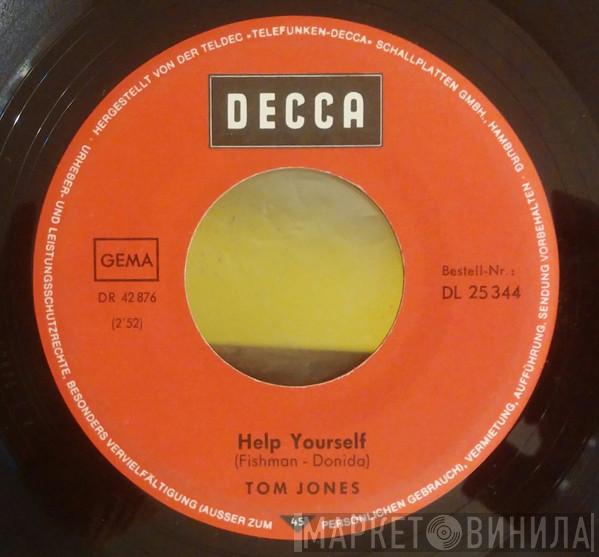 · HERGESTELLT VON DER TELDEC »TELEFUNKEN-DECCA« SCHALLPLATTEN GMBH., HAMBURG ·
URHEBER- UND LEISTUNGSSCHUTZRECHTE, BESONDERS VERVIELFÄLTIGUNG (AUSSER ZUM PERSÖNLICHEN GEBRAUCH), VERMIETUNG, AUFFÜHRUNG, SENDUNG VORBEHALTEN ·
DECCA
GEMA
DR 42 876
(2'52)
Bestell-Nr.:
DL 25 344
Help Yourself
(Fishman - Donida)
TOM JONES
45
МАРКЕТ ВИНИЛА